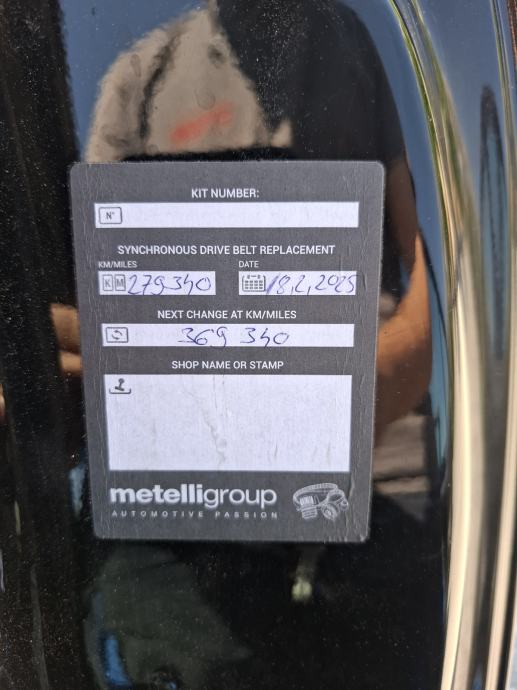 KIT NUMBER:
N°
SYNCHRONOUS DRIVE BELT REPLACEMENT
KM/MILES DATE
K M 279340 18,2,2025
NEXT CHANGE AT KM/MILES
369 340
SHOP NAME OR STAMP
metelligroup
AUTOMOTIVE PASSION